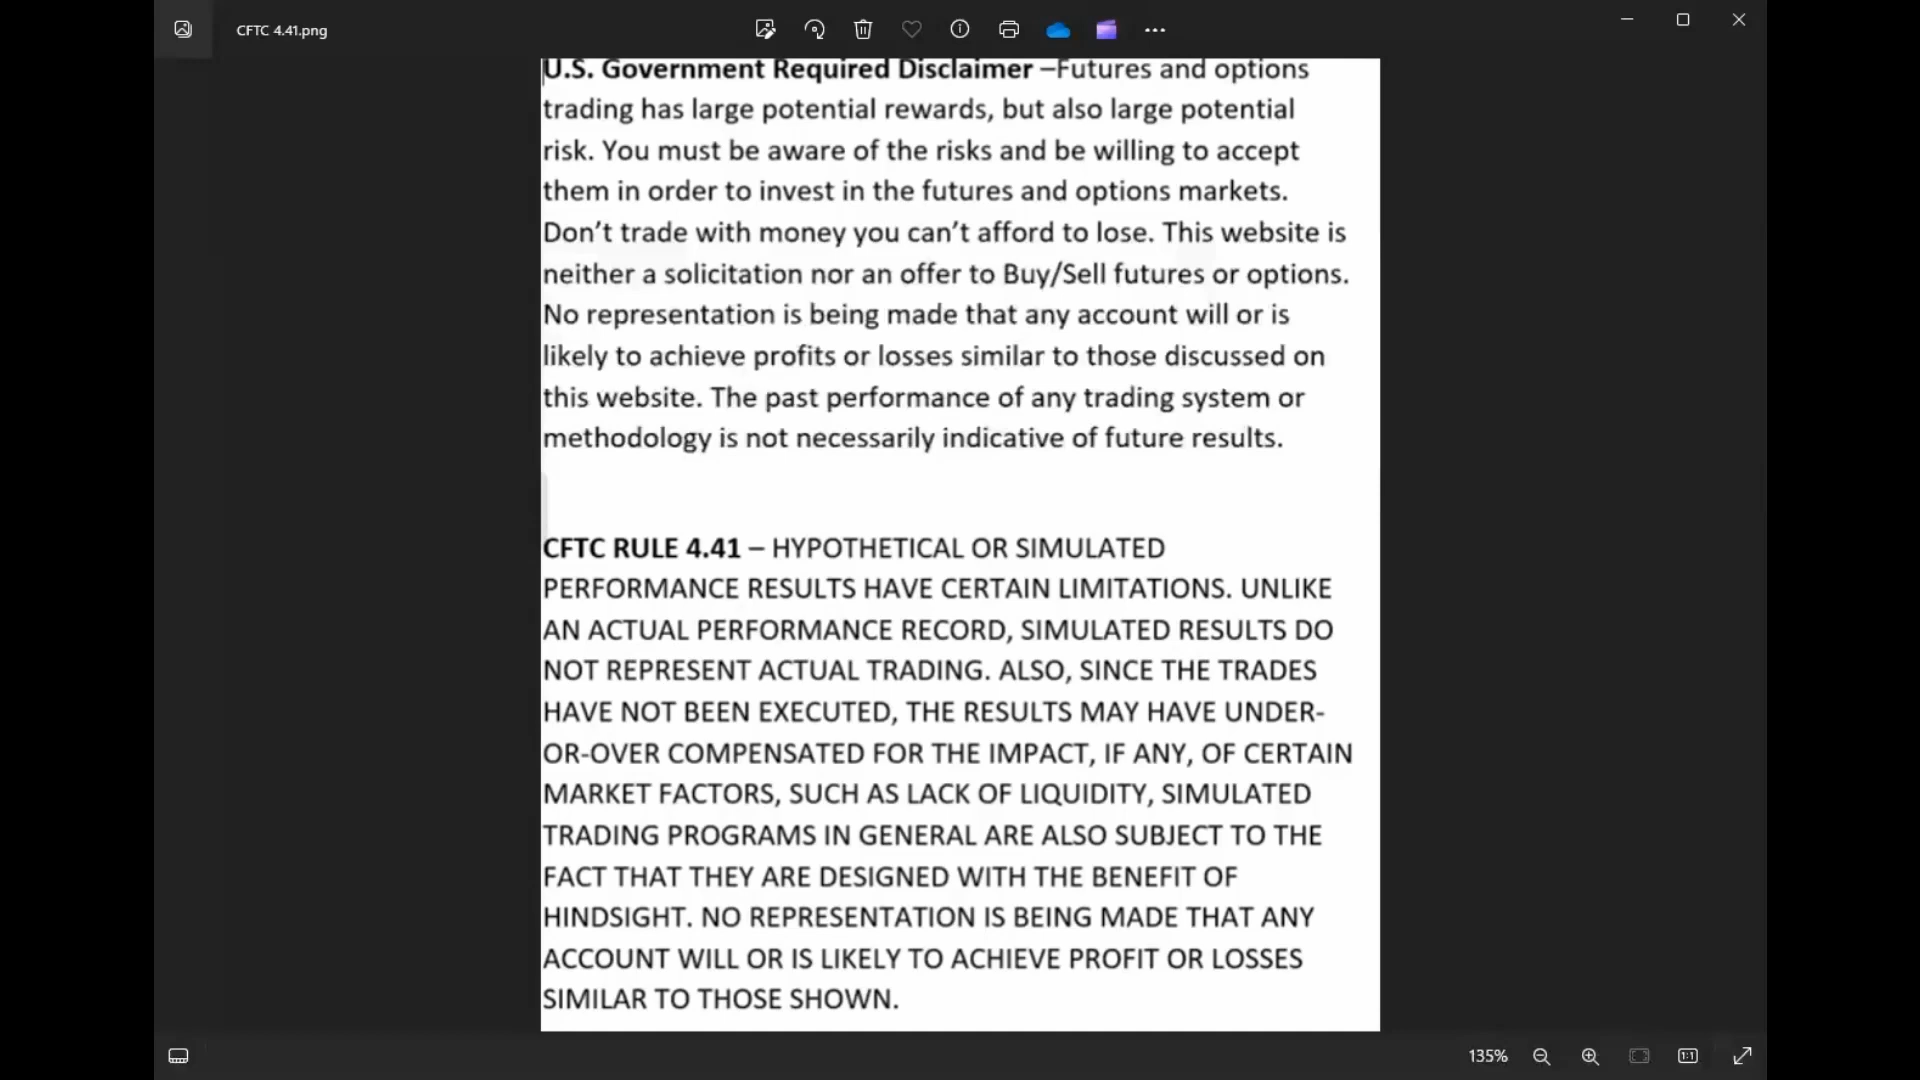 CFTC 4.41.png
U.S. Government Required Disclaimer –Futures and options
trading has large potential rewards, but also large potential
risk. You must be aware of the risks and be willing to accept
them in order to invest in the futures and options markets.
Don’t trade with money you can’t afford to lose. This website is
neither a solicitation nor an offer to Buy/Sell futures or options.
No representation is being made that any account will or is
likely to achieve profits or losses similar to those discussed on
this website. The past performance of any trading system or
methodology is not necessarily indicative of future results.
CFTC RULE 4.41 – HYPOTHETICAL OR SIMULATED
PERFORMANCE RESULTS HAVE CERTAIN LIMITATIONS. UNLIKE
AN ACTUAL PERFORMANCE RECORD, SIMULATED RESULTS DO
NOT REPRESENT ACTUAL TRADING. ALSO, SINCE THE TRADES
HAVE NOT BEEN EXECUTED, THE RESULTS MAY HAVE UNDER-
OR-OVER COMPENSATED FOR THE IMPACT, IF ANY, OF CERTAIN
MARKET FACTORS, SUCH AS LACK OF LIQUIDITY, SIMULATED
TRADING PROGRAMS IN GENERAL ARE ALSO SUBJECT TO THE
FACT THAT THEY ARE DESIGNED WITH THE BENEFIT OF
HINDSIGHT. NO REPRESENTATION IS BEING MADE THAT ANY
ACCOUNT WILL OR IS LIKELY TO ACHIEVE PROFIT OR LOSSES
SIMILAR TO THOSE SHOWN.
135%
1:1